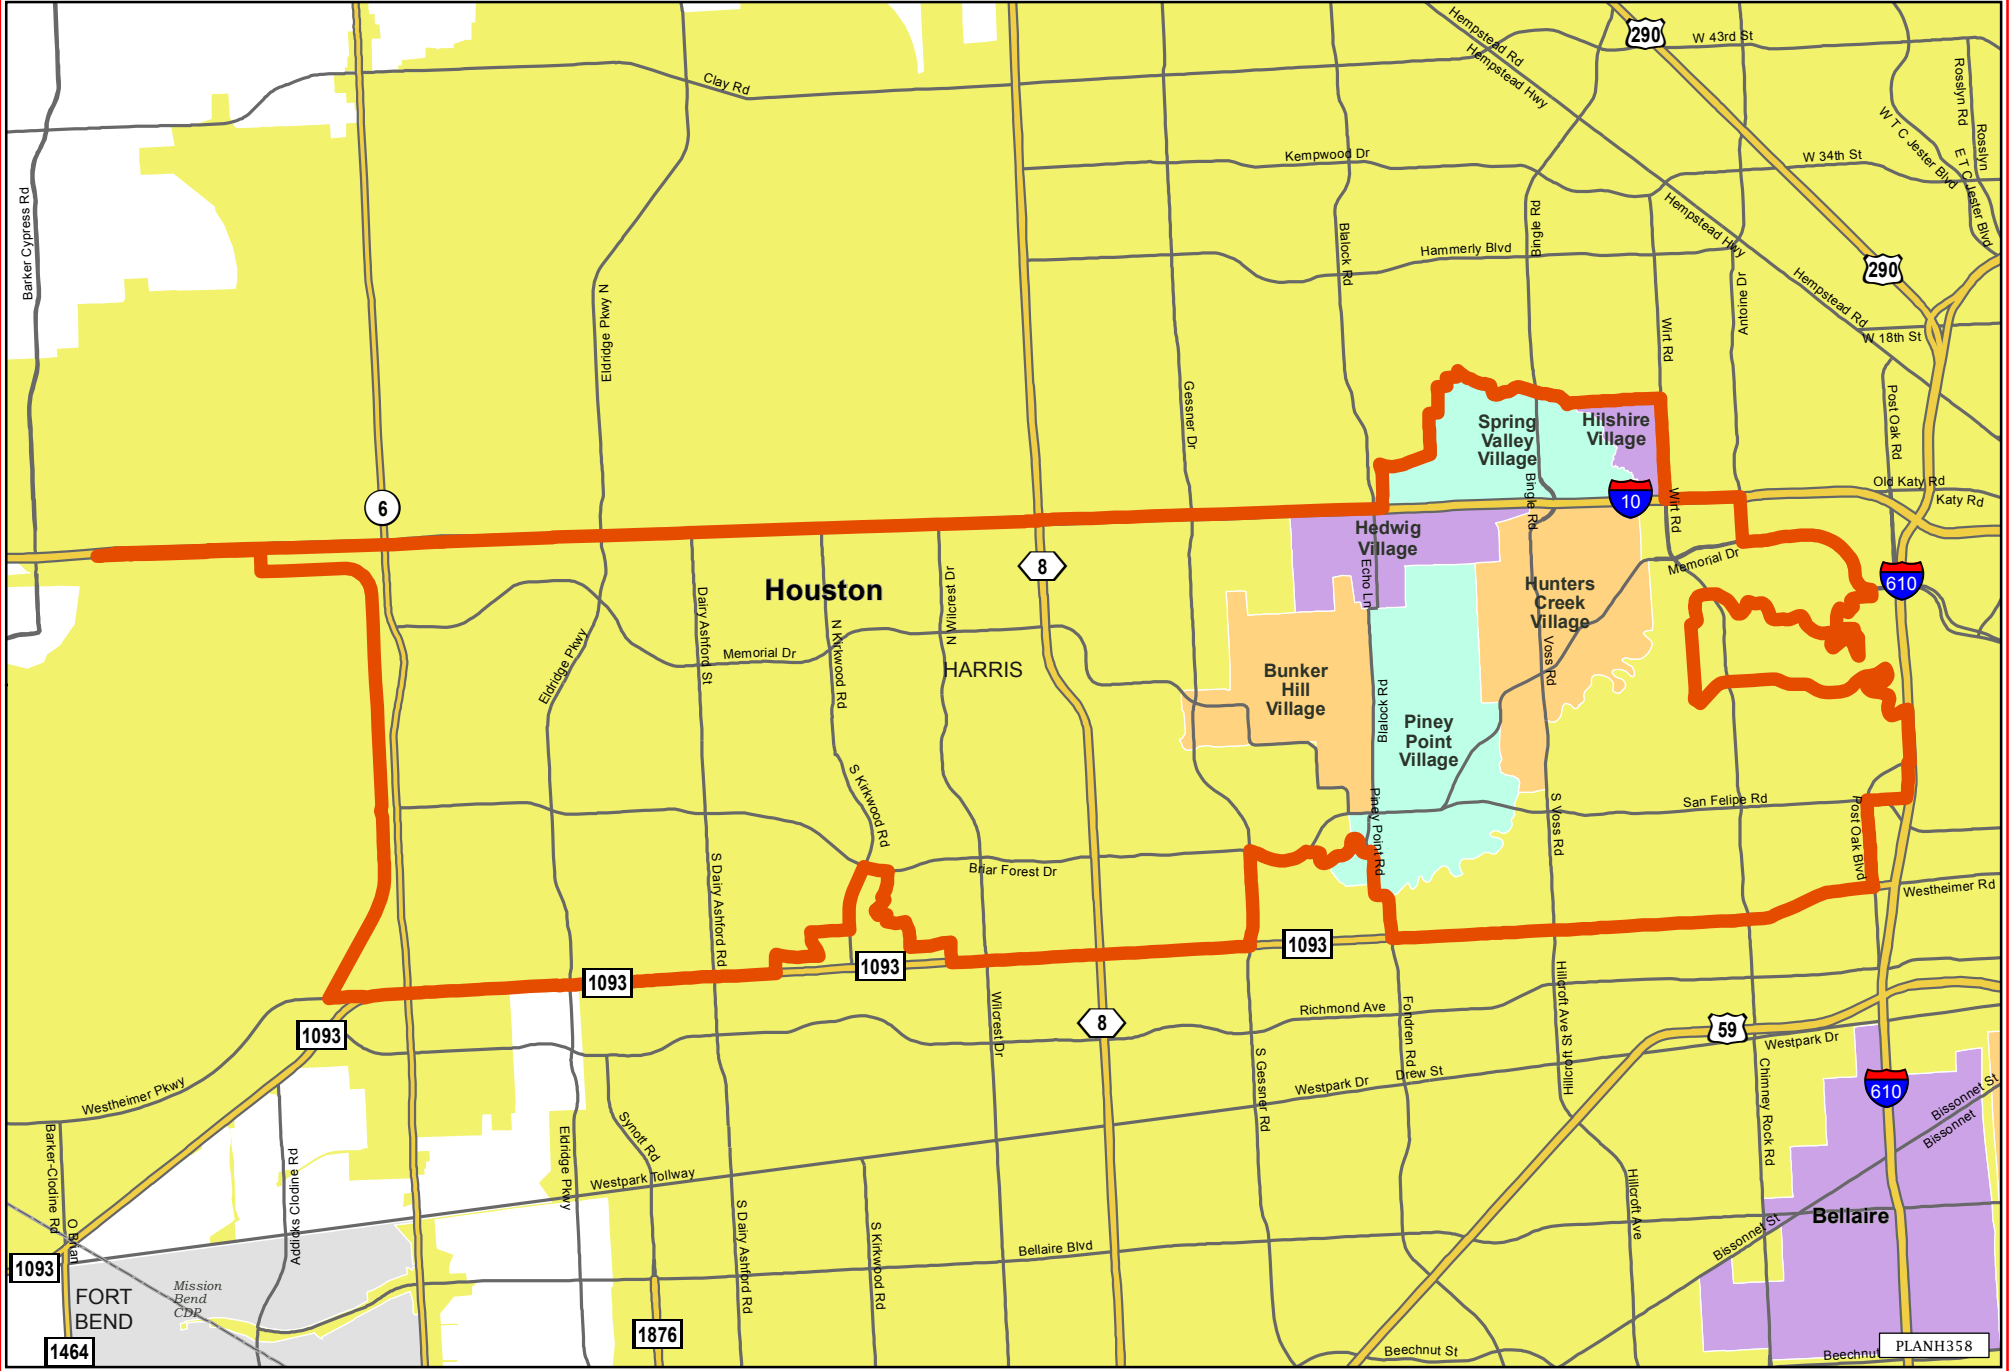 Hempstead Rd
Hempstead Hwy
290
W 43rd St
Clay Rd
Rosslyn Rd
Rosslyn
W T C Jester Blvd
E T C Jester Blvd
Kempwood Dr
W 34th St
Barker Cypress Rd
Hempstead Hwy
Bingle Rd
Blalock Rd
Hammerly Blvd
290
Antoine Dr
Hempstead Rd
Eldridge Pkwy N
Wirt Rd
W 18th St
Gessner Dr
Post Oak Rd
Spring
Valley
Village
Hilshire
Village
6
Bingle Rd
10
Wirt Rd
Old Katy Rd
Katy Rd
Hedwig
Village
Echo Ln
Memorial Dr
8
610
Houston
Hunters
Creek
Village
Dairy Ashford St
N Kirkwood Rd
N Wilcrest Dr
Eldridge Pkwy
Memorial Dr
HARRIS
Voss Rd
Bunker
Hill
Village
Blalock Rd
Piney
Point
Village
S Kirkwood Rd
San Felipe Rd
Post Oak Blvd
Piney Point Rd
S Voss Rd
S Dairy Ashford Rd
Briar Forest Dr
Westheimer Rd
1093
1093
1093
1093
Wilcrest Dr
8
Richmond Ave
Fondren Rd
Hillcroft Ave
Hillcroft St
59
Westpark Dr
Westheimer Pkwy
S Gessner Rd
Westpark Dr
Drew St
Chimney Rock Rd
610
Bissonnet St
Bissonnet
Barker-Clodine Rd
Addicks Clodine Rd
Eldridge Pkwy
Synott Rd
Westpark Tollway
S Dairy Ashford Rd
S Kirkwood Rd
Hillcroft Ave
Bellaire
O Brian
Bellaire Blvd
Bissonnet St
1093
FORT
BEND
Mission
Bend
CDP
1464
1876
Beechnut St
Beechnut
PLANH358